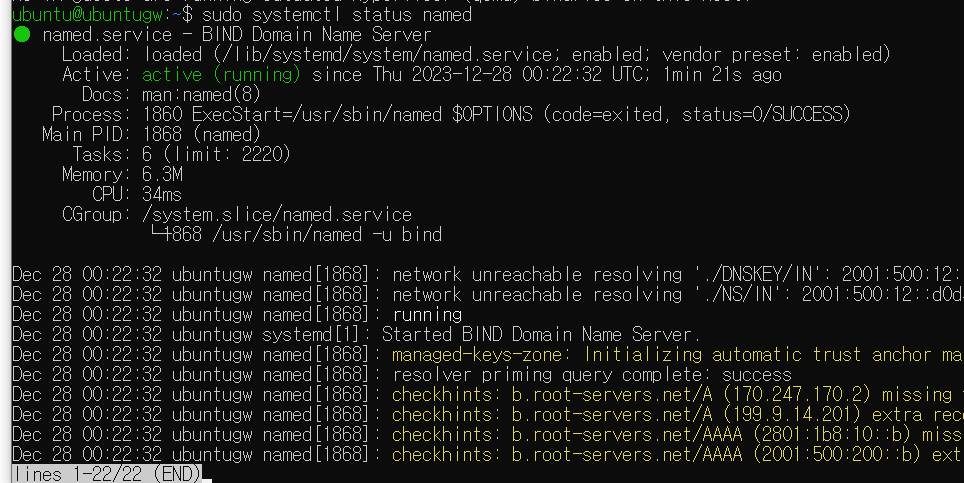 ubuntu@ubuntugw:~$ sudo systemctl status named
● named.service - BIND Domain Name Server
Loaded: loaded (/lib/systemd/system/named.service; enabled; vendor preset: enabled)
Active: active (running) since Thu 2023-12-28 00:22:32 UTC; 1min 21s ago
Docs: man:named(8)
Process: 1860 ExecStart=/usr/sbin/named $OPTIONS (code=exited, status=0/SUCCESS)
Main PID: 1868 (named)
Tasks: 6 (limit: 2220)
Memory: 6.3M
CPU: 34ms
CGroup: /system.slice/named.service
└─1868 /usr/sbin/named -u bind
Dec 28 00:22:32 ubuntugw named[1868]: network unreachable resolving './DNSKEY/IN': 2001:500:12:
Dec 28 00:22:32 ubuntugw named[1868]: network unreachable resolving './NS/IN': 2001:500:12::d0d
Dec 28 00:22:32 ubuntugw named[1868]: running
Dec 28 00:22:32 ubuntugw systemd[1]: Started BIND Domain Name Server.
Dec 28 00:22:32 ubuntugw named[1868]: managed-keys-zone: Initializing automatic trust anchor ma
Dec 28 00:22:32 ubuntugw named[1868]: resolver priming query complete: success
Dec 28 00:22:32 ubuntugw named[1868]: checkhints: b.root-servers.net/A (170.247.170.2) missing
Dec 28 00:22:32 ubuntugw named[1868]: checkhints: b.root-servers.net/A (199.9.14.201) extra rec
Dec 28 00:22:32 ubuntugw named[1868]: checkhints: b.root-servers.net/AAAA (2801:1b8:10::b) miss
Dec 28 00:22:32 ubuntugw named[1868]: checkhints: b.root-servers.net/AAAA (2001:500:200::b) ext
lines 1-22/22 (END)